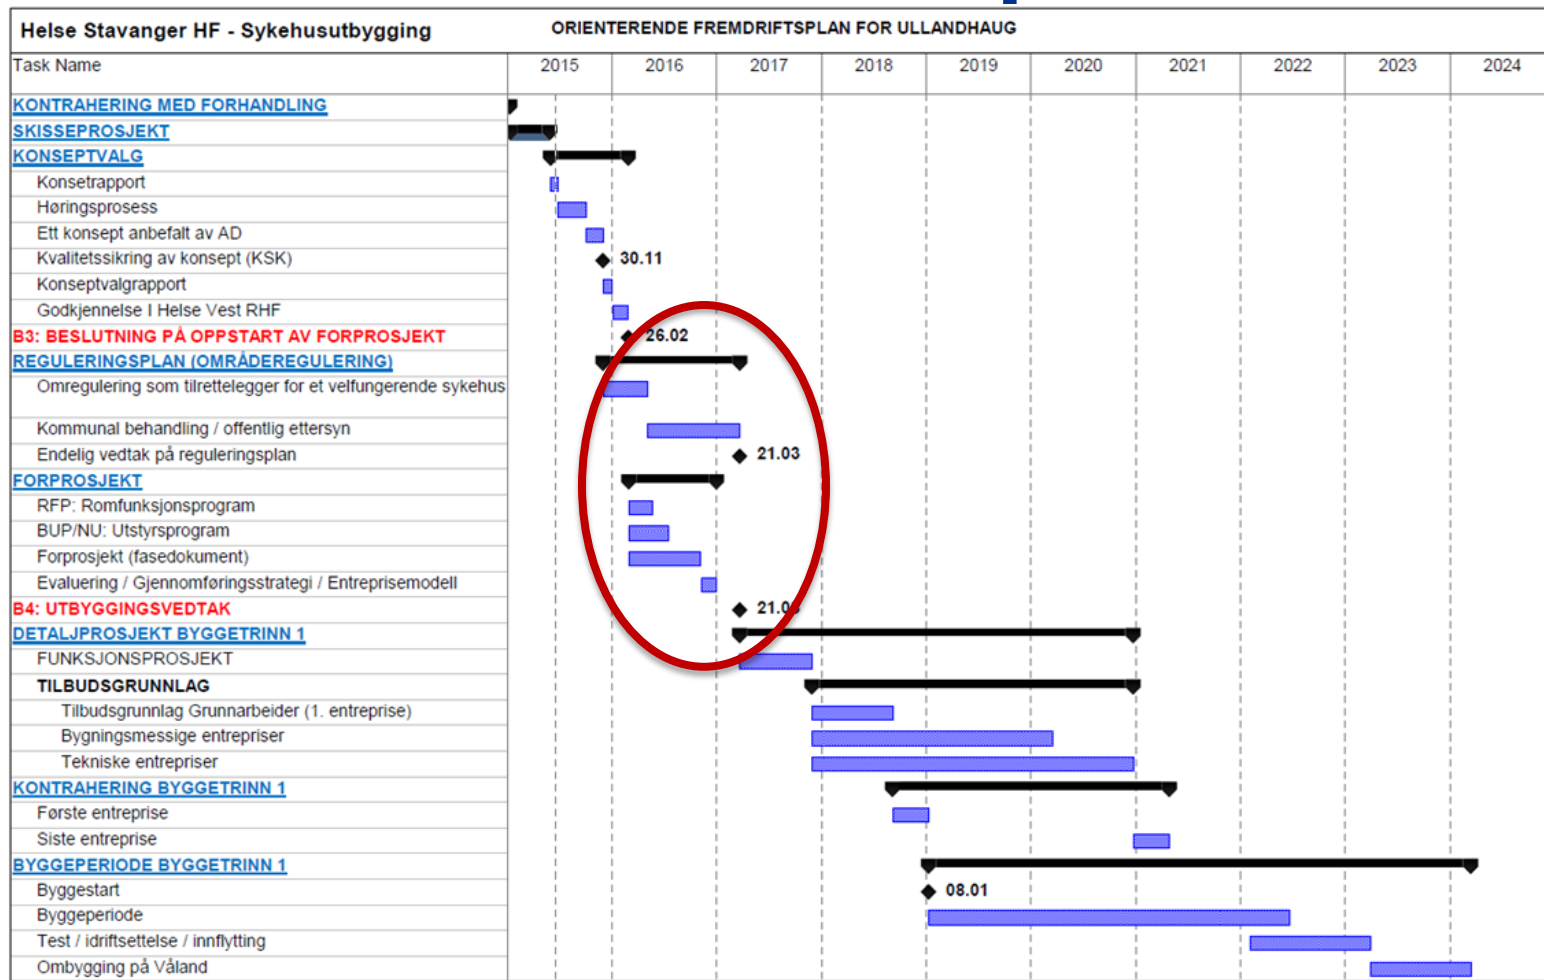 Helse Stavanger HF - Sykehusutbygging
ORIENTERENDE FREMDRIFTSPLAN FOR ULLANDHAUG
Task Name 2015 2016 2017 2018 2019 2020 2021 2022 2023 2024
KONTRAHERING MED FORHANDLING
SKISSEPROSJEKT
KONSEPTVALG
Konsetrapport
Høringsprosess
Ett konsept anbefalt av AD
Kvalitetssikring av konsept (KSK) 30.11
Konseptvalgrapport
Godkjennelse I Helse Vest RHF
B3: BESLUTNING PÅ OPPSTART AV FORPROSJEKT 26.02
REGULERINGSPLAN (OMRÅDEREGULERING)
Omregulering som tilrettelegger for et velfungerende sykehus
Kommunal behandling / offentlig ettersyn
Endelig vedtak på reguleringsplan 21.03
FORPROSJEKT
RFP: Romfunksjonsprogram
BUP/NU: Utstyrsprogram
Forprosjekt (fasedokument)
Evaluering / Gjennomføringsstrategi / Entreprisemodell
B4: UTBYGGINGSVEDTAK
DETALJPROSJEKT BYGGETRINN 1
FUNKSJONSPROSJEKT
TILBUDSGRUNNLAG
Tilbudsgrunnlag Grunnarbeider (1. entreprise)
Bygningsmessige entrepriser
Tekniske entrepriser
KONTRAHERING BYGGETRINN 1
Første entreprise
Siste entreprise
BYGGEPERIODE BYGGETRINN 1
Byggestart 08.01
Byggeperiode
Test / idriftsettelse / innflytting
Ombygging på Våland